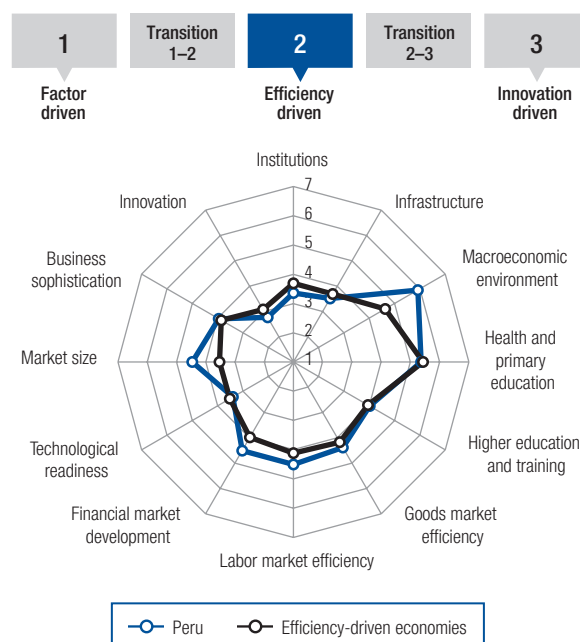 1
Transition
1–2
2
Transition
2–3
3
Factor
driven
Efficiency
driven
Innovation
driven
Institutions
Infrastructure
Macroeconomic
environment
Health and
primary
education
Higher education
and training
Goods market
efficiency
Labor market efficiency
Financial market
development
Technological
readiness
Market size
Business
sophistication
Innovation
7
6
5
4
3
2
1
Peru
Efficiency-driven economies